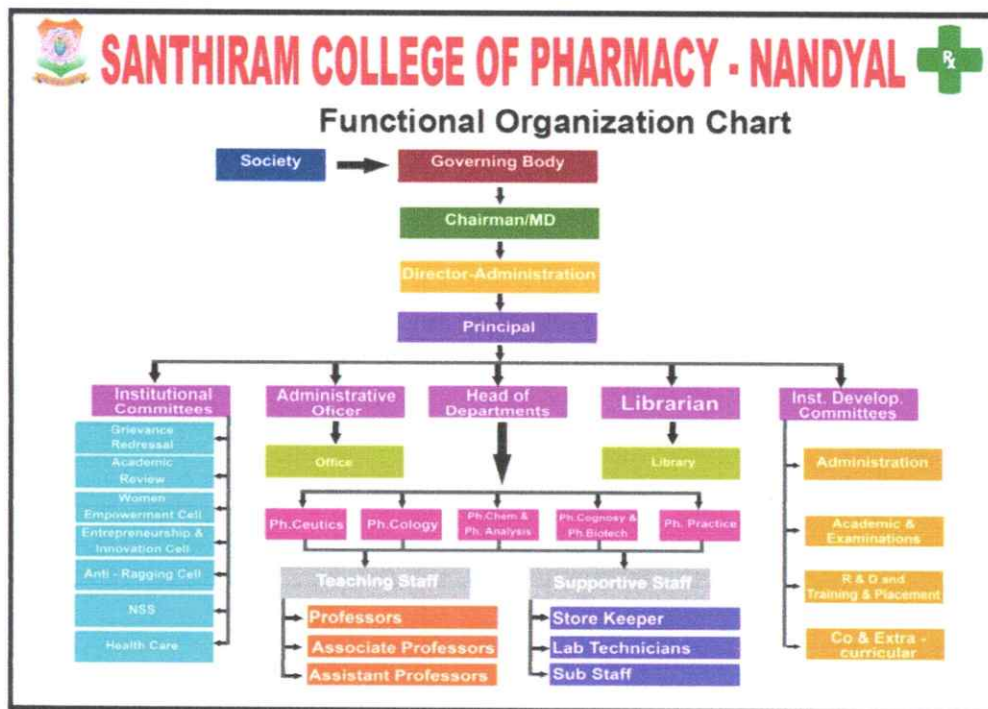 SANTHIRAM COLLEGE OF PHARMACY - NANDYAL
Rx
Functional Organization Chart
Society
Governing Body
Chairman/MD
Director-Administration
Principal
Institutional
Committees
Administrative
Oficer
Head of
Departments
Librarian
Inst. Develop.
Committees
Grievance
Redressal
Academic
Review
Women
Empowerment Cell
Entrepreneurship &
Innovation Cell
Anti - Ragging Cell
NSS
Health Care
Office
Library
Administration
Academic &
Examinations
R & D and
Training & Placement
Co & Extra -
curricular
Ph.Ceutics
Ph.Cology
Ph.Chem &
Ph. Analysis
Ph.Cognosy &
Ph.Biotech
Ph. Practice
Teaching Staff
Professors
Associate Professors
Assistant Professors
Supportive Staff
Store Keeper
Lab Technicians
Sub Staff